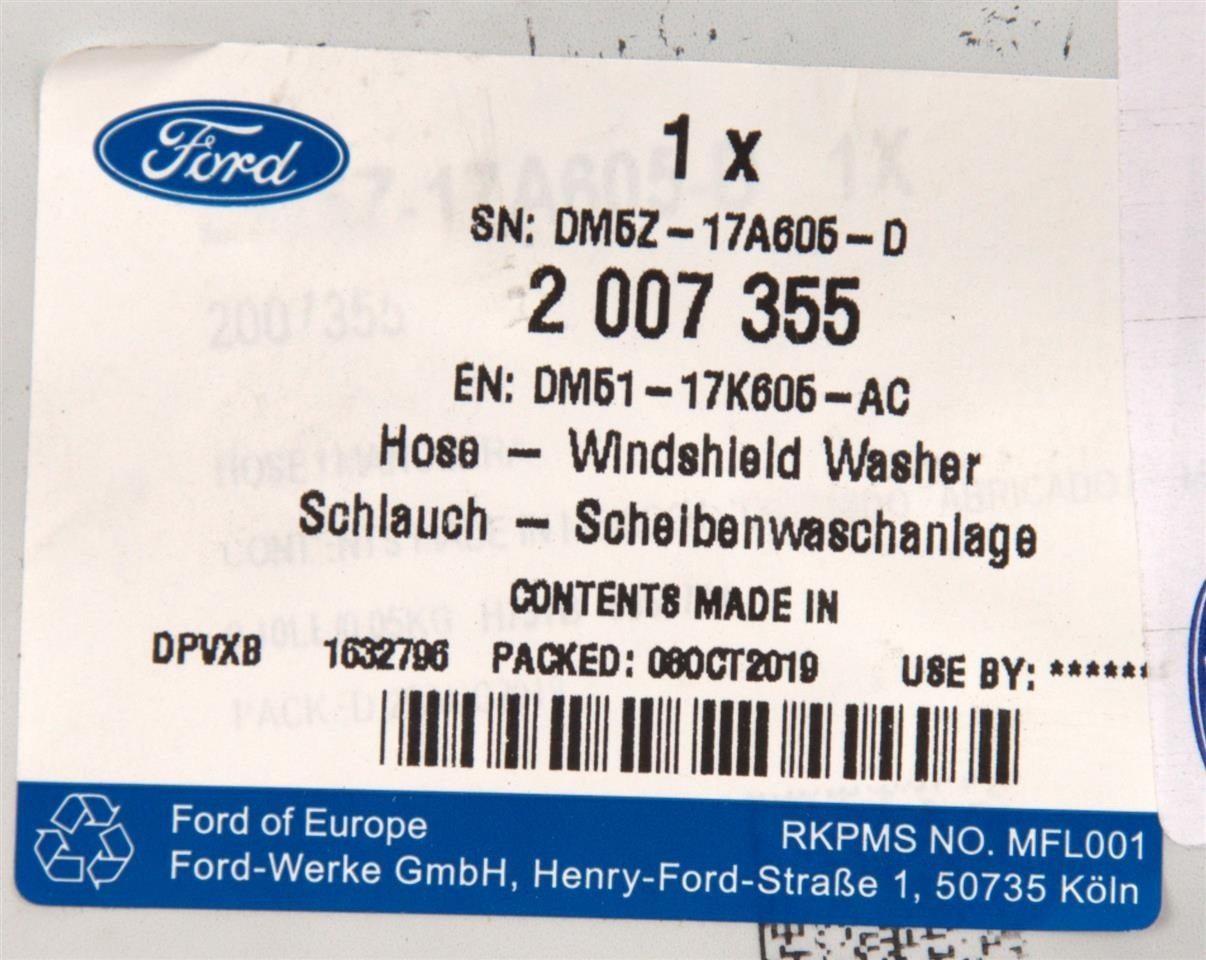 Ford
1 x
SN: DM5Z-17A605-D
2 007 355
EN: DM51-17K605-AC
Hose - Windshield Washer
Schlauch - Scheibenwaschanlage
CONTENTS MADE IN
DPVXB 1632796 PACKED: 08OCT2019 USE BY: ******
Ford of Europe
RKPMS NO. MFL001
Ford-Werke GmbH, Henry-Ford-Straße 1, 50735 Köln